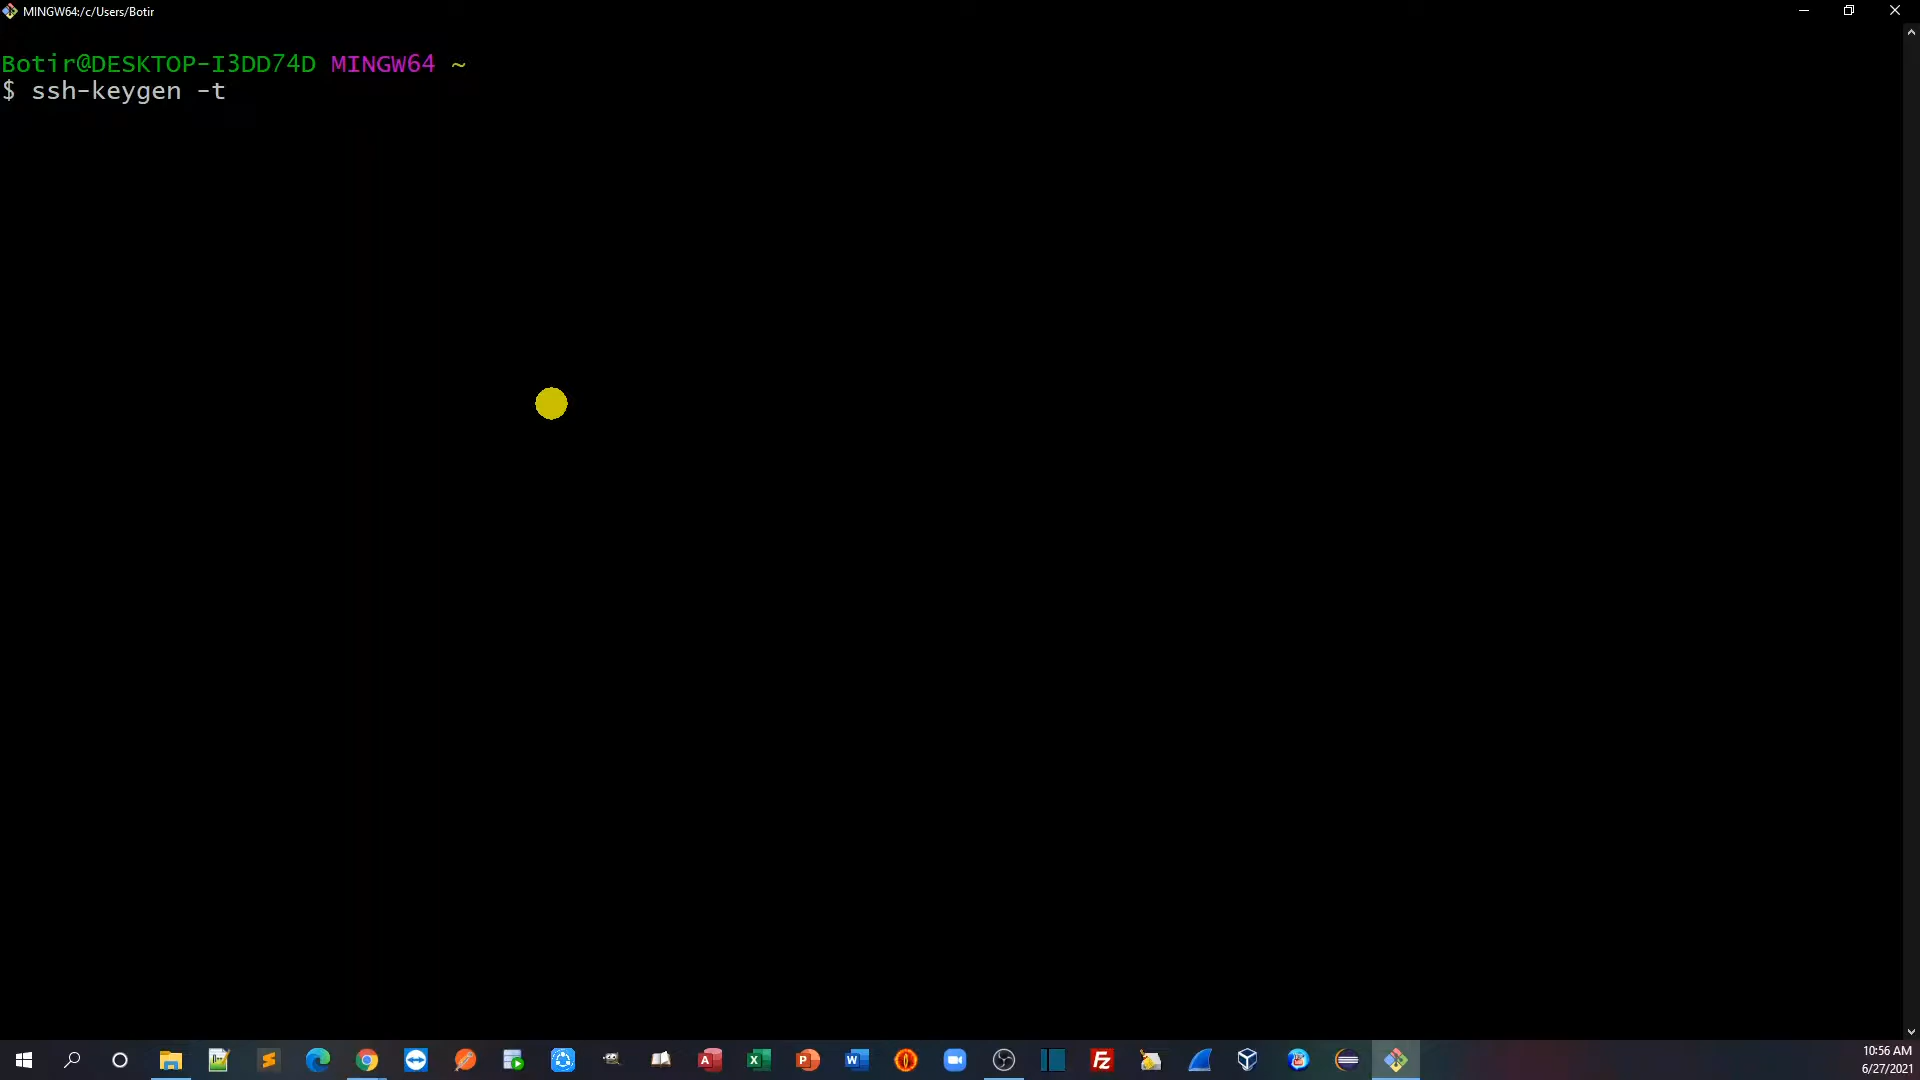 MINGW64:/c/Users/Botir
Botir@DESKTOP-I3DD74D MINGW64 ~
$ ssh-keygen -t
10:56 AM
6/27/2021